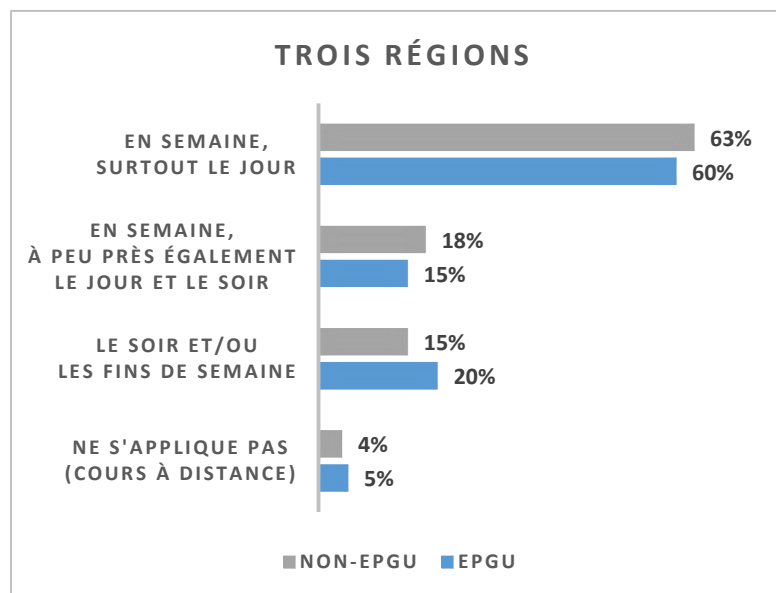 TROIS RÉGIONS
EN SEMAINE,
SURTOUT LE JOUR
63%
60%
EN SEMAINE,
À PEU PRÈS ÉGALEMENT
LE JOUR ET LE SOIR
18%
15%
LE SOIR ET/OU
LES FINS DE SEMAINE
15%
20%
NE S'APPLIQUE PAS
(COURS À DISTANCE)
4%
5%
NON-EPGU EPGU